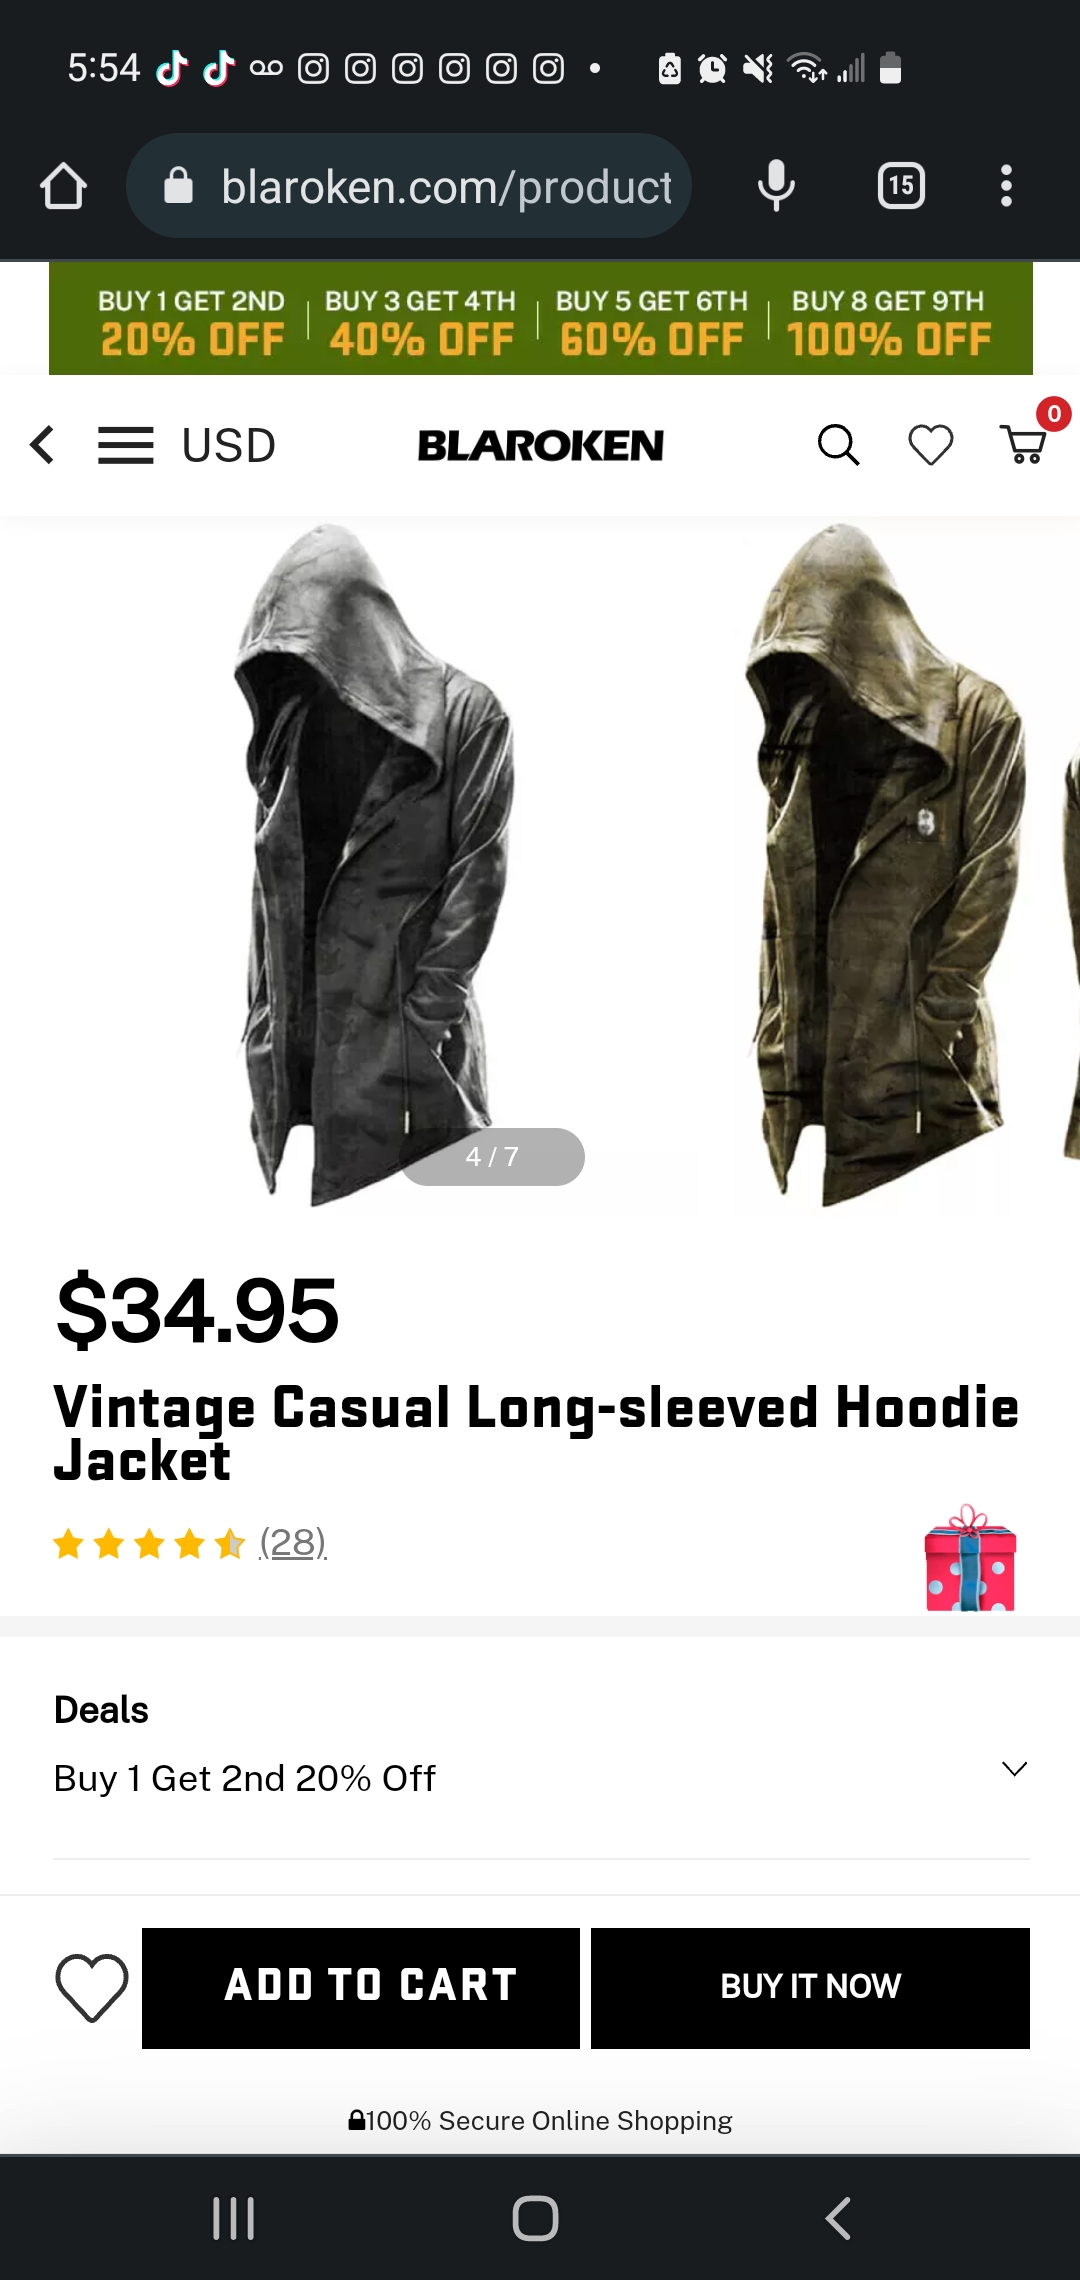 5:54
blaroken.com/product
15
BUY 1 GET 2ND
20% OFF
BUY 3 GET 4TH
40% OFF
BUY 5 GET 6TH
60% OFF
BUY 8 GET 9TH
100% OFF
USD
BLAROKEN
0
4 / 7
$34.95
Vintage Casual Long-sleeved Hoodie
Jacket
(28)
Deals
Buy 1 Get 2nd 20% Off
ADD TO CART
BUY IT NOW
100% Secure Online Shopping